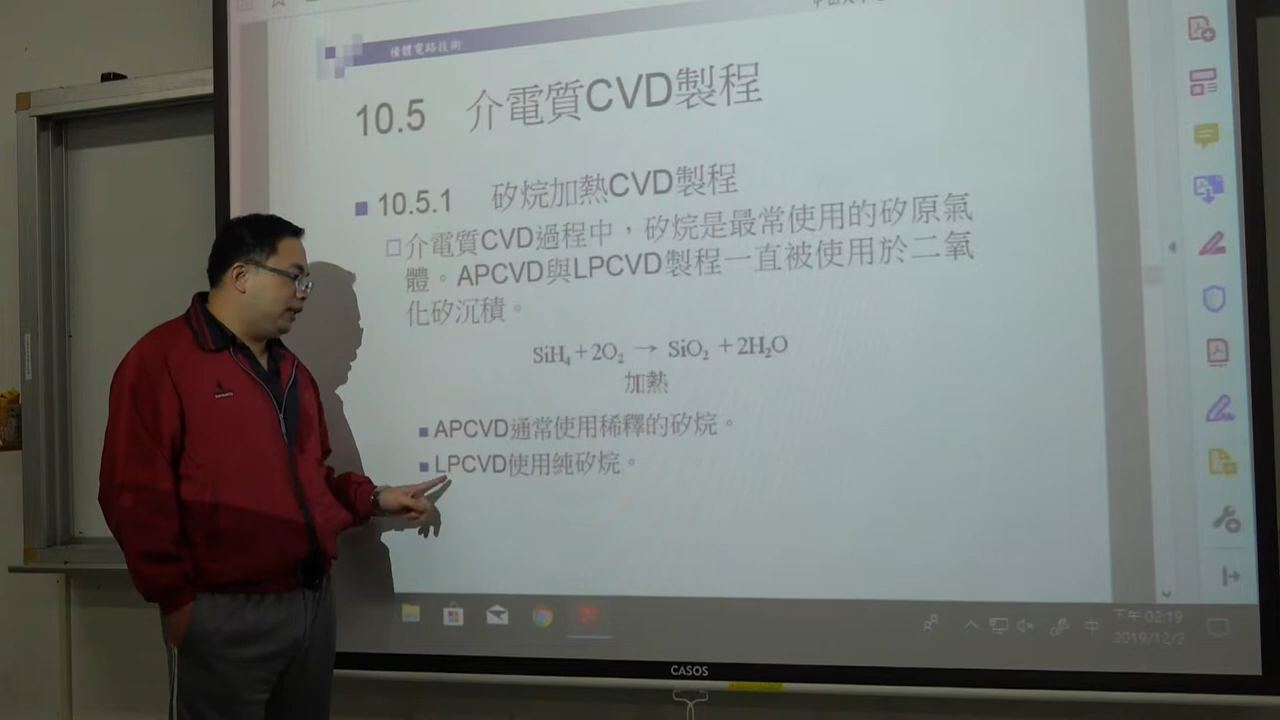 積體電路技術
10.5 介電質CVD製程
10.5.1 矽烷加熱CVD製程
介電質CVD過程中，矽烷是最常使用的矽原氣
體。APCVD與LPCVD製程一直被使用於二氧
化矽沉積。
SiH₄+2O₂ → SiO₂ +2H₂O
加熱
APCVD通常使用稀釋的矽烷。
LPCVD使用純矽烷。
中
下午 02:19
2019/12/2
CASOS